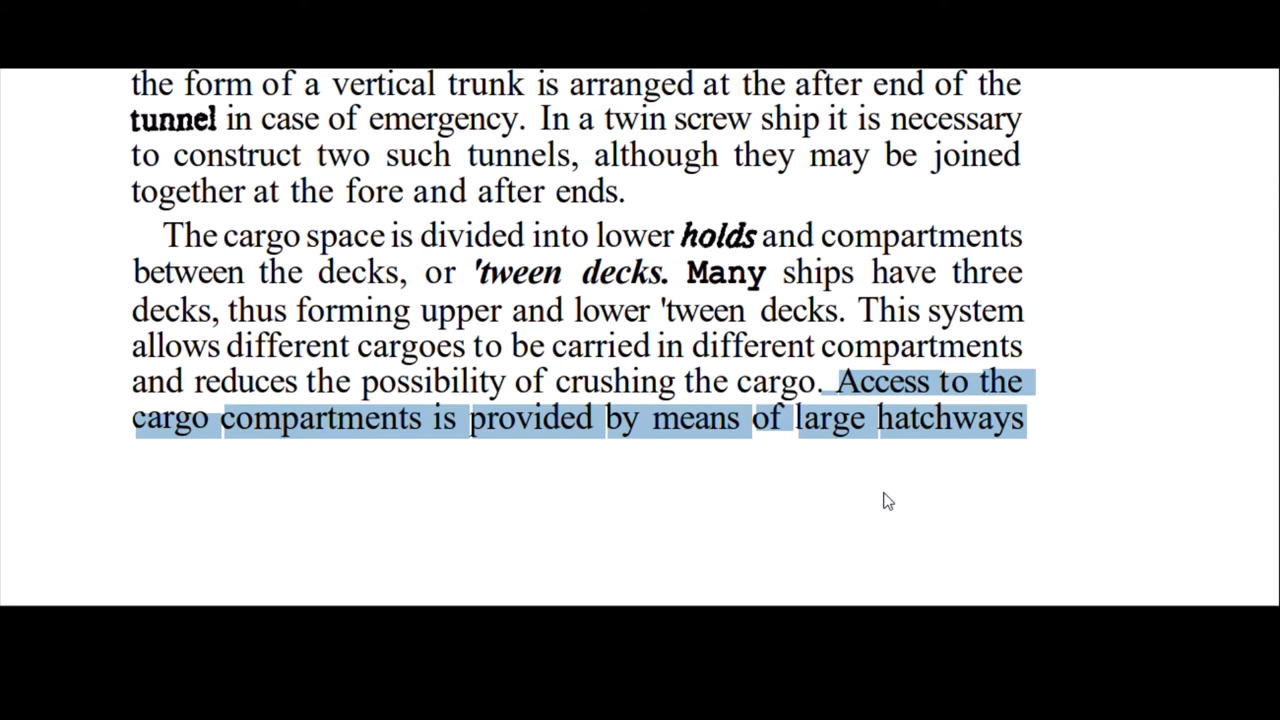 the form of a vertical trunk is arranged at the after end of the
tunnel in case of emergency. In a twin screw ship it is necessary
to construct two such tunnels, although they may be joined
together at the fore and after ends.
The cargo space is divided into lower holds and compartments
between the decks, or 'tween decks. Many ships have three
decks, thus forming upper and lower 'tween decks. This system
allows different cargoes to be carried in different compartments
and reduces the possibility of crushing the cargo. Access to the
cargo compartments is provided by means of large hatchways